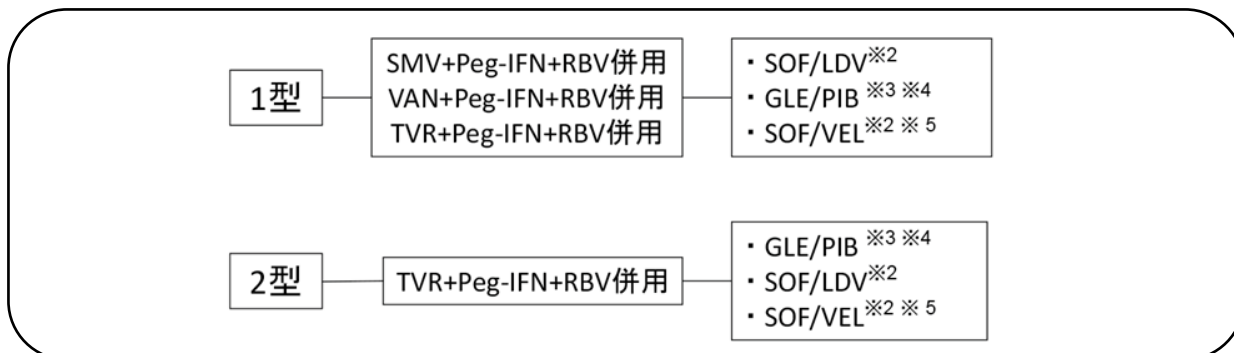 1型
SMV+Peg-IFN+RBV併用
VAN+Peg-IFN+RBV併用
TVR+Peg-IFN+RBV併用
・SOF/LDV※2
・GLE/PIB ※3 ※4
・SOF/VEL※2 ※ 5
2型
TVR+Peg-IFN+RBV併用
・GLE/PIB ※3 ※4
・SOF/LDV※2
・SOF/VEL※2 ※ 5